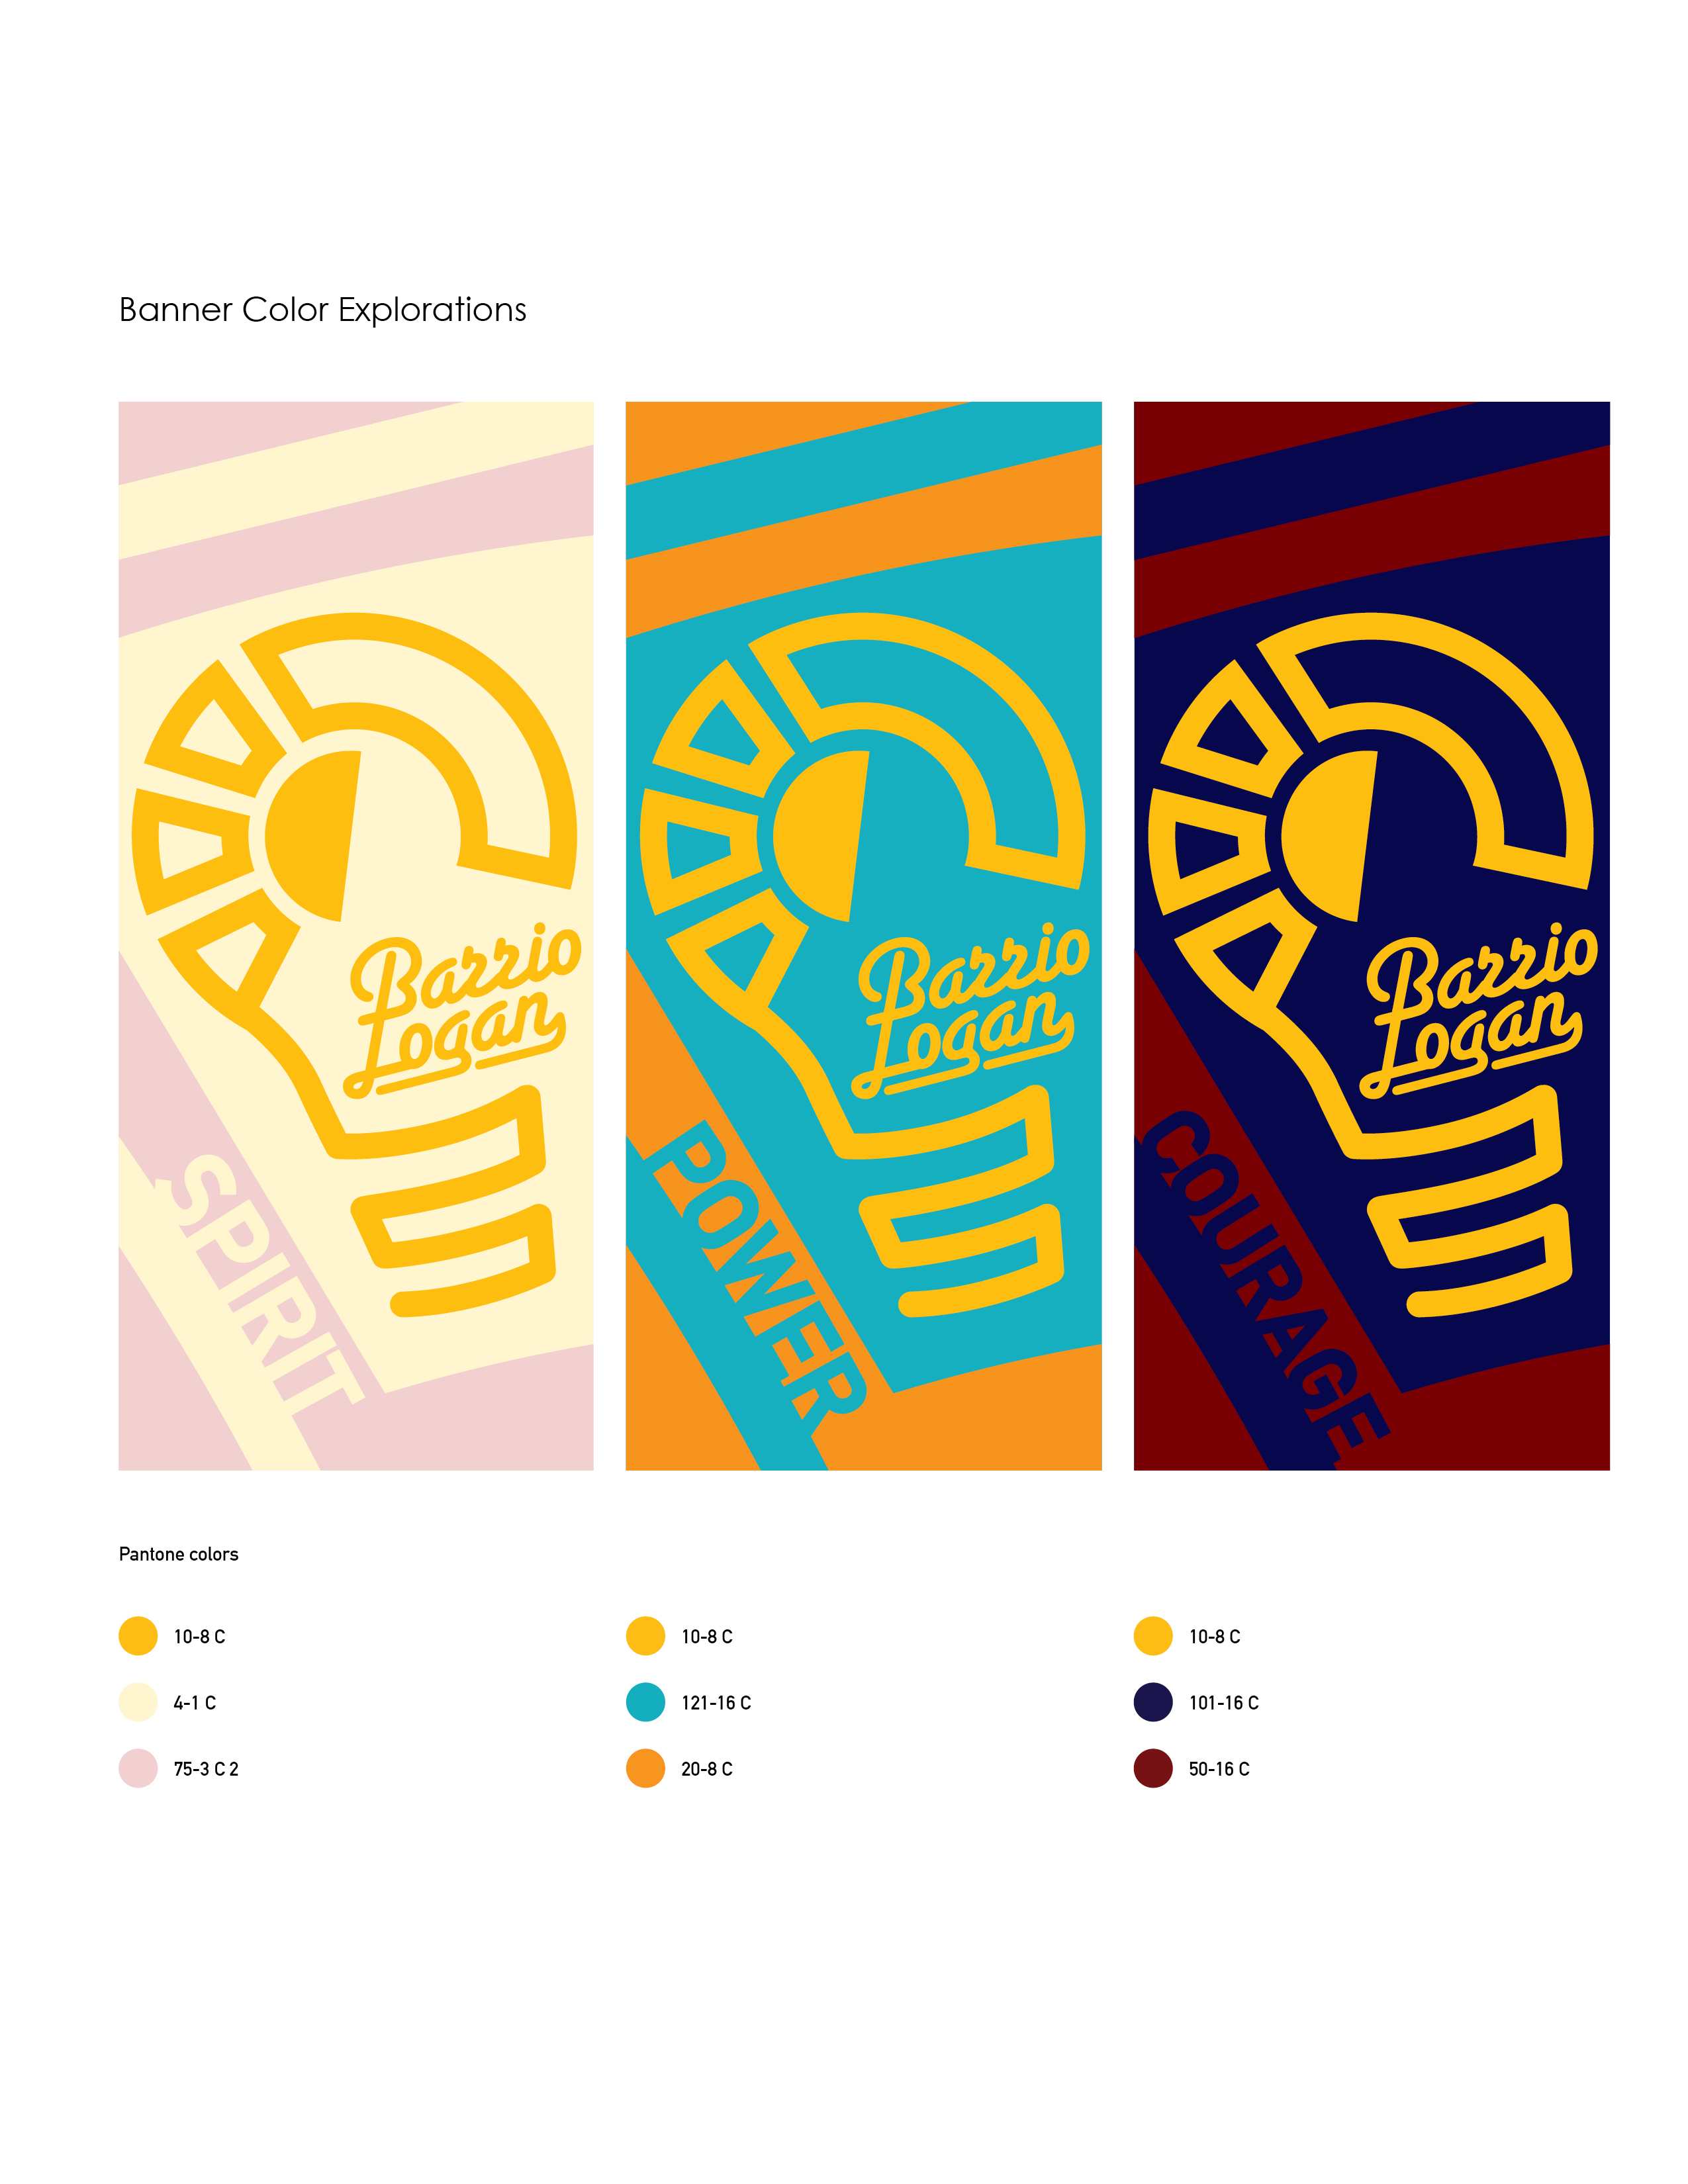 Banner Color Explorations
Barrio
Logan
SPIRIT
Barrio
Logan
POWER
Barrio
Logan
COURAGE
Pantone colors
10-8 C
10-8 C
10-8 C
4-1 C
121-16 C
101-16 C
75-3 C 2
20-8 C
50-16 C